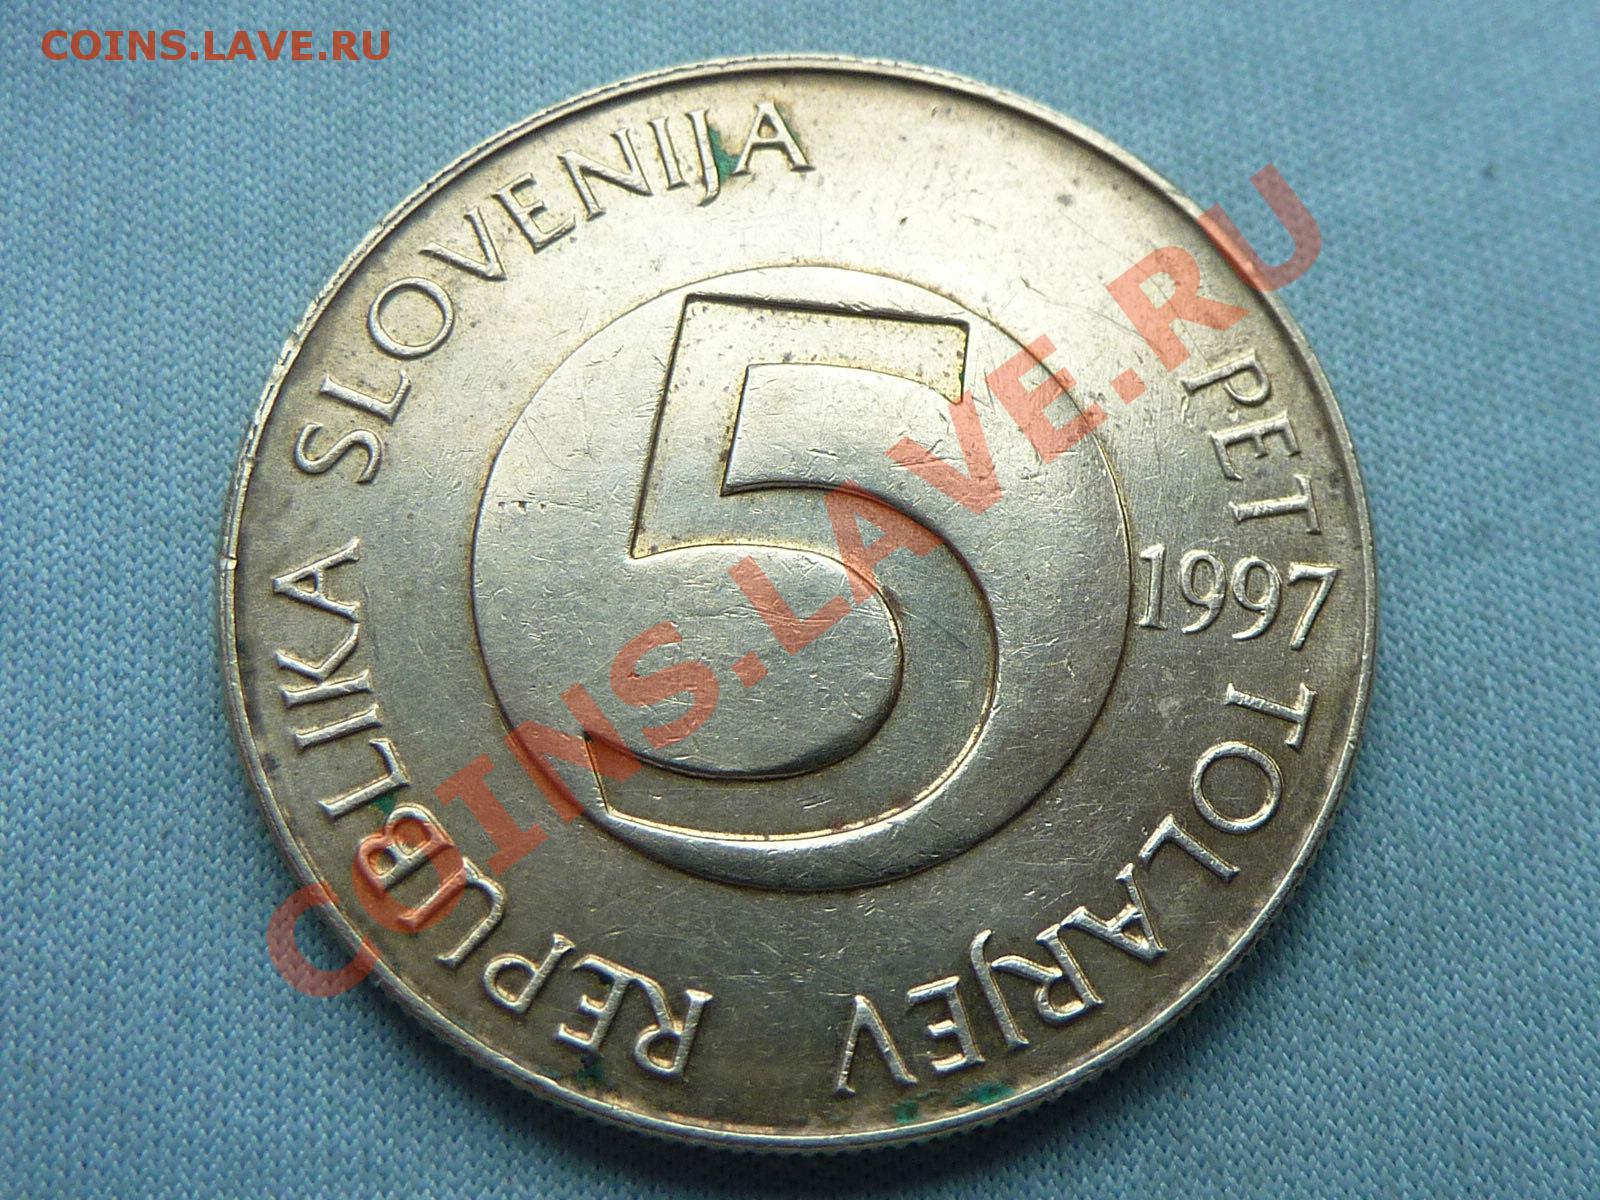 COINS.LAVE.RU
REPUBLIKA SLOVENIJA
PET TOLARJEV
1997
5
COINS.LAVE.RU